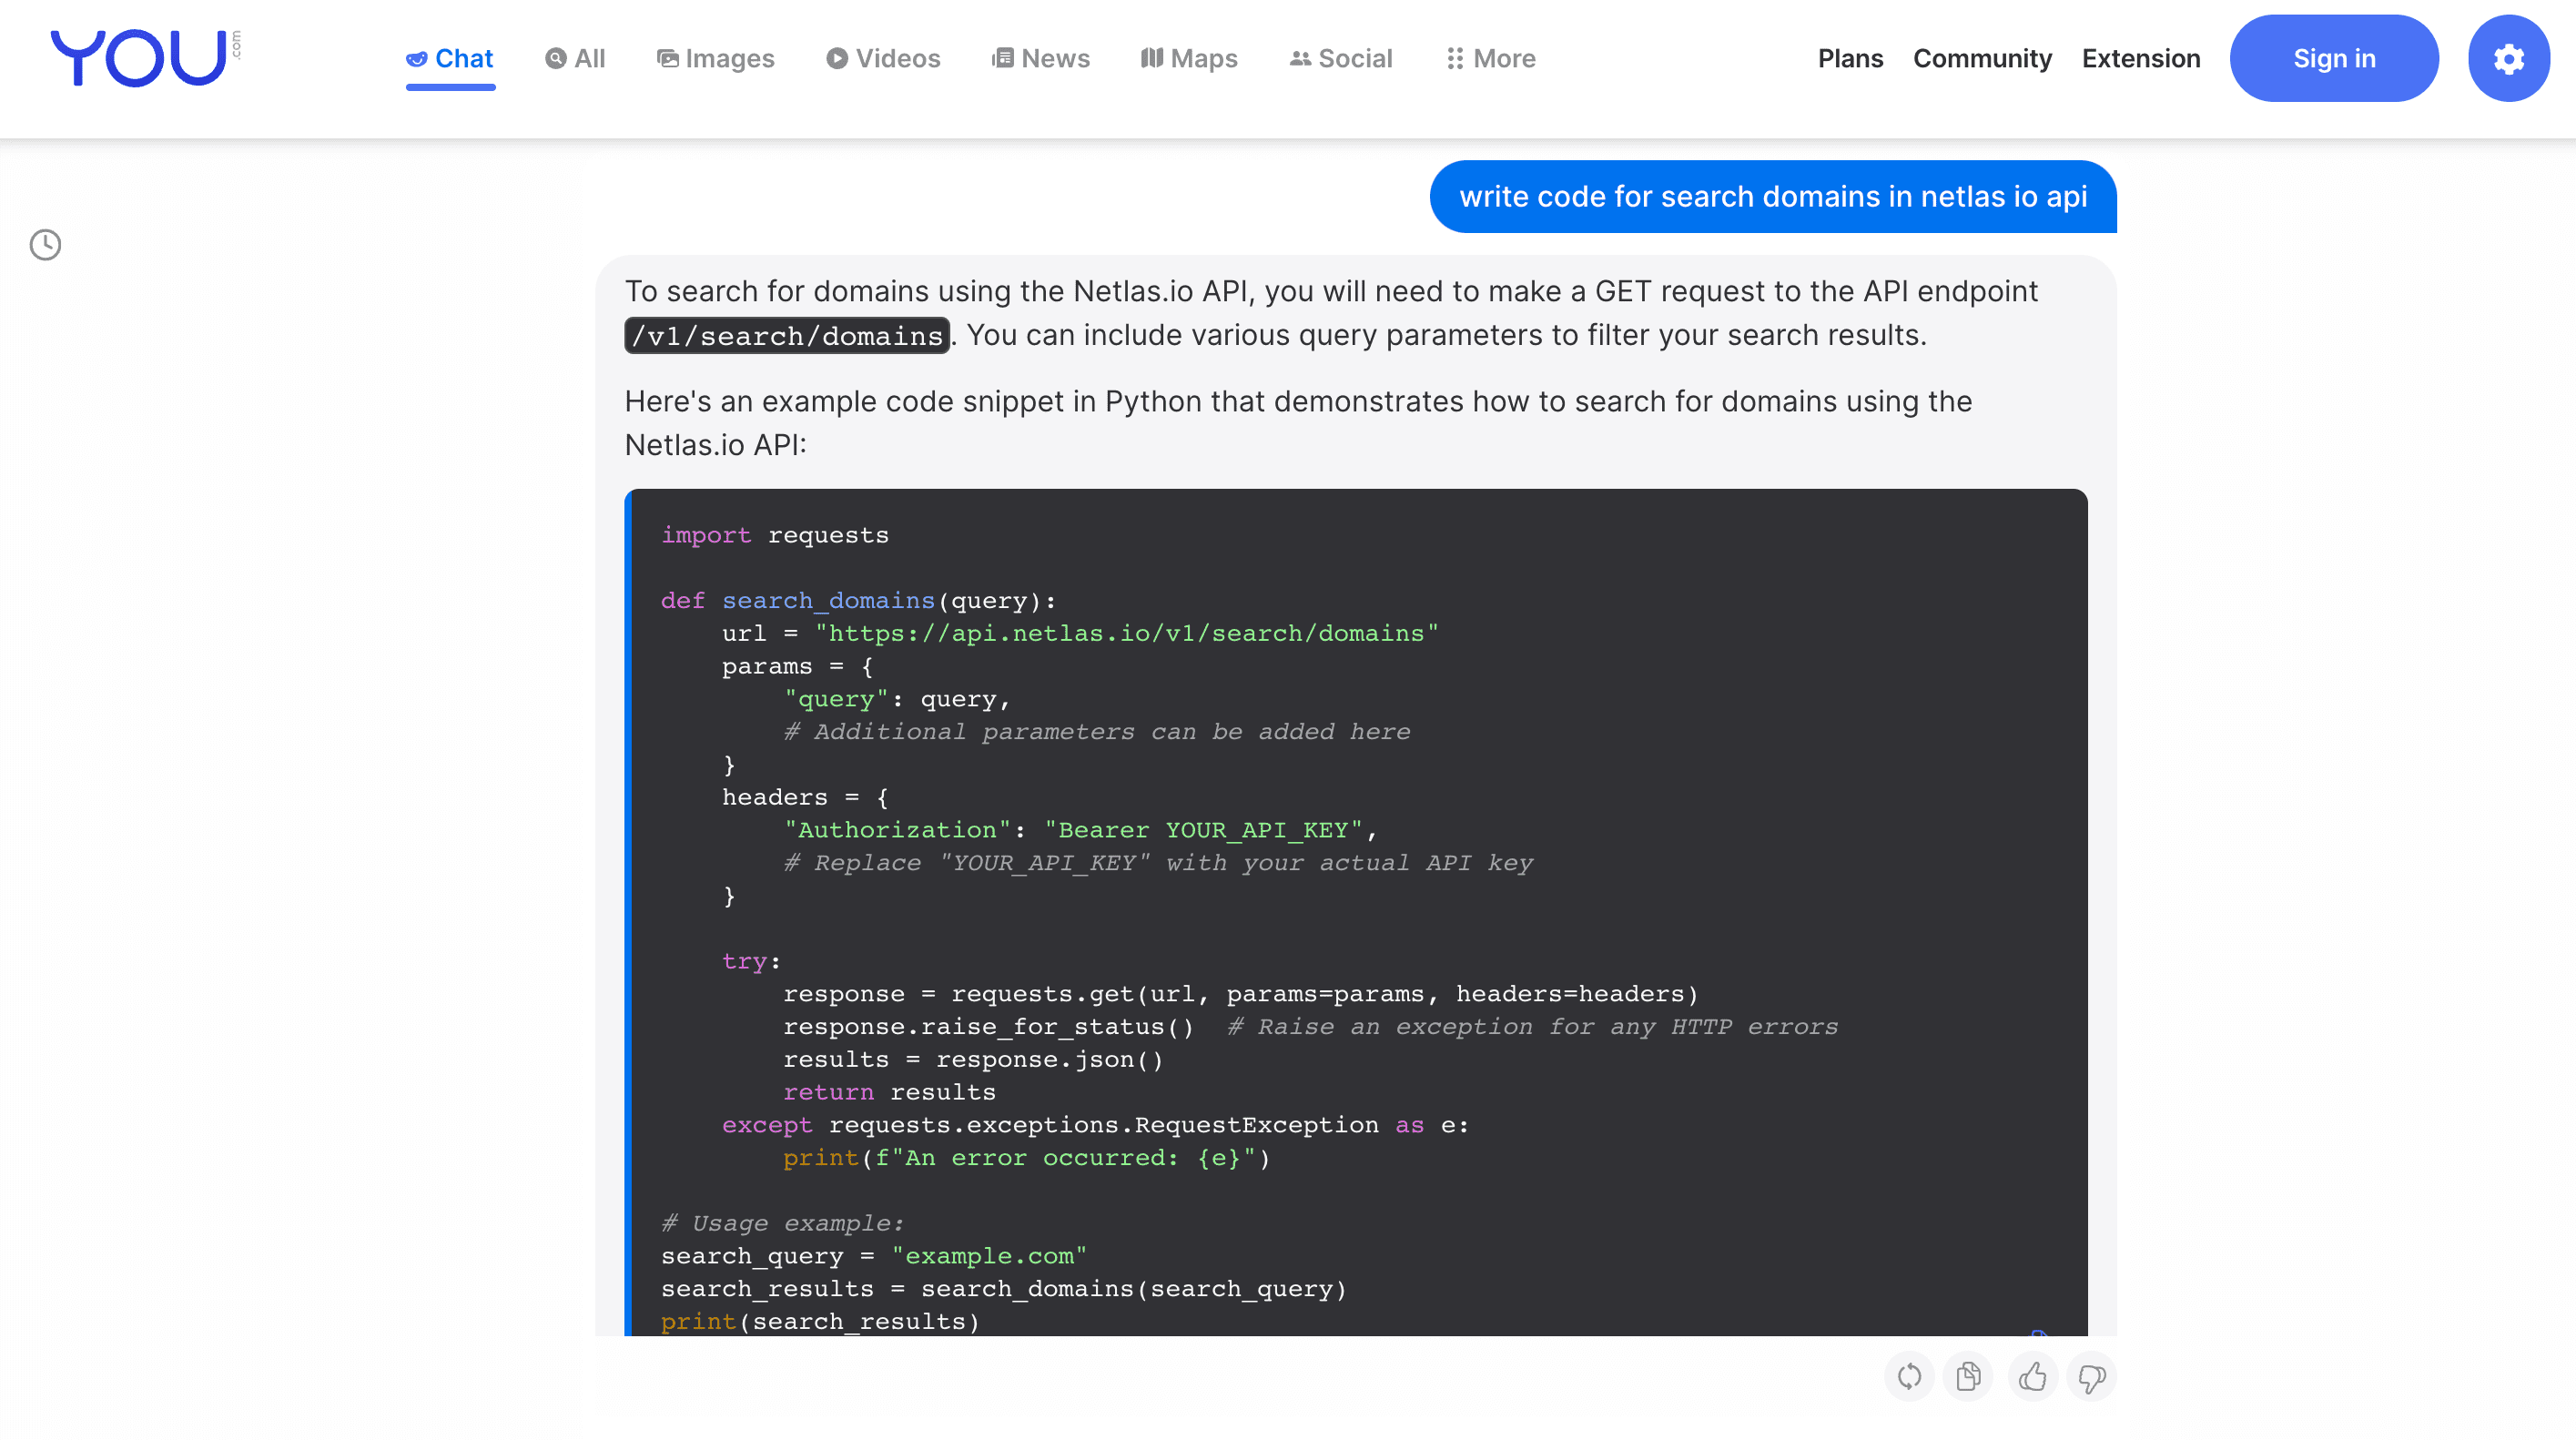 YOU .com
Chat All Images Videos News Maps Social More Plans Community Extension Sign in
write code for search domains in netlas io api
To search for domains using the Netlas.io API, you will need to make a GET request to the API endpoint
/v1/search/domains. You can include various query parameters to filter your search results.
Here's an example code snippet in Python that demonstrates how to search for domains using the
Netlas.io API:
import requests
def search_domains(query):
    url = "https://api.netlas.io/v1/search/domains"
    params = {
        "query": query,
        # Additional parameters can be added here
    }
    headers = {
        "Authorization": "Bearer YOUR_API_KEY",
        # Replace "YOUR_API_KEY" with your actual API key
    }
    try:
        response = requests.get(url, params=params, headers=headers)
        response.raise_for_status()  # Raise an exception for any HTTP errors
        results = response.json()
        return results
    except requests.exceptions.RequestException as e:
        print(f"An error occurred: {e}")
# Usage example:
search_query = "example.com"
search_results = search_domains(search_query)
print(search_results)